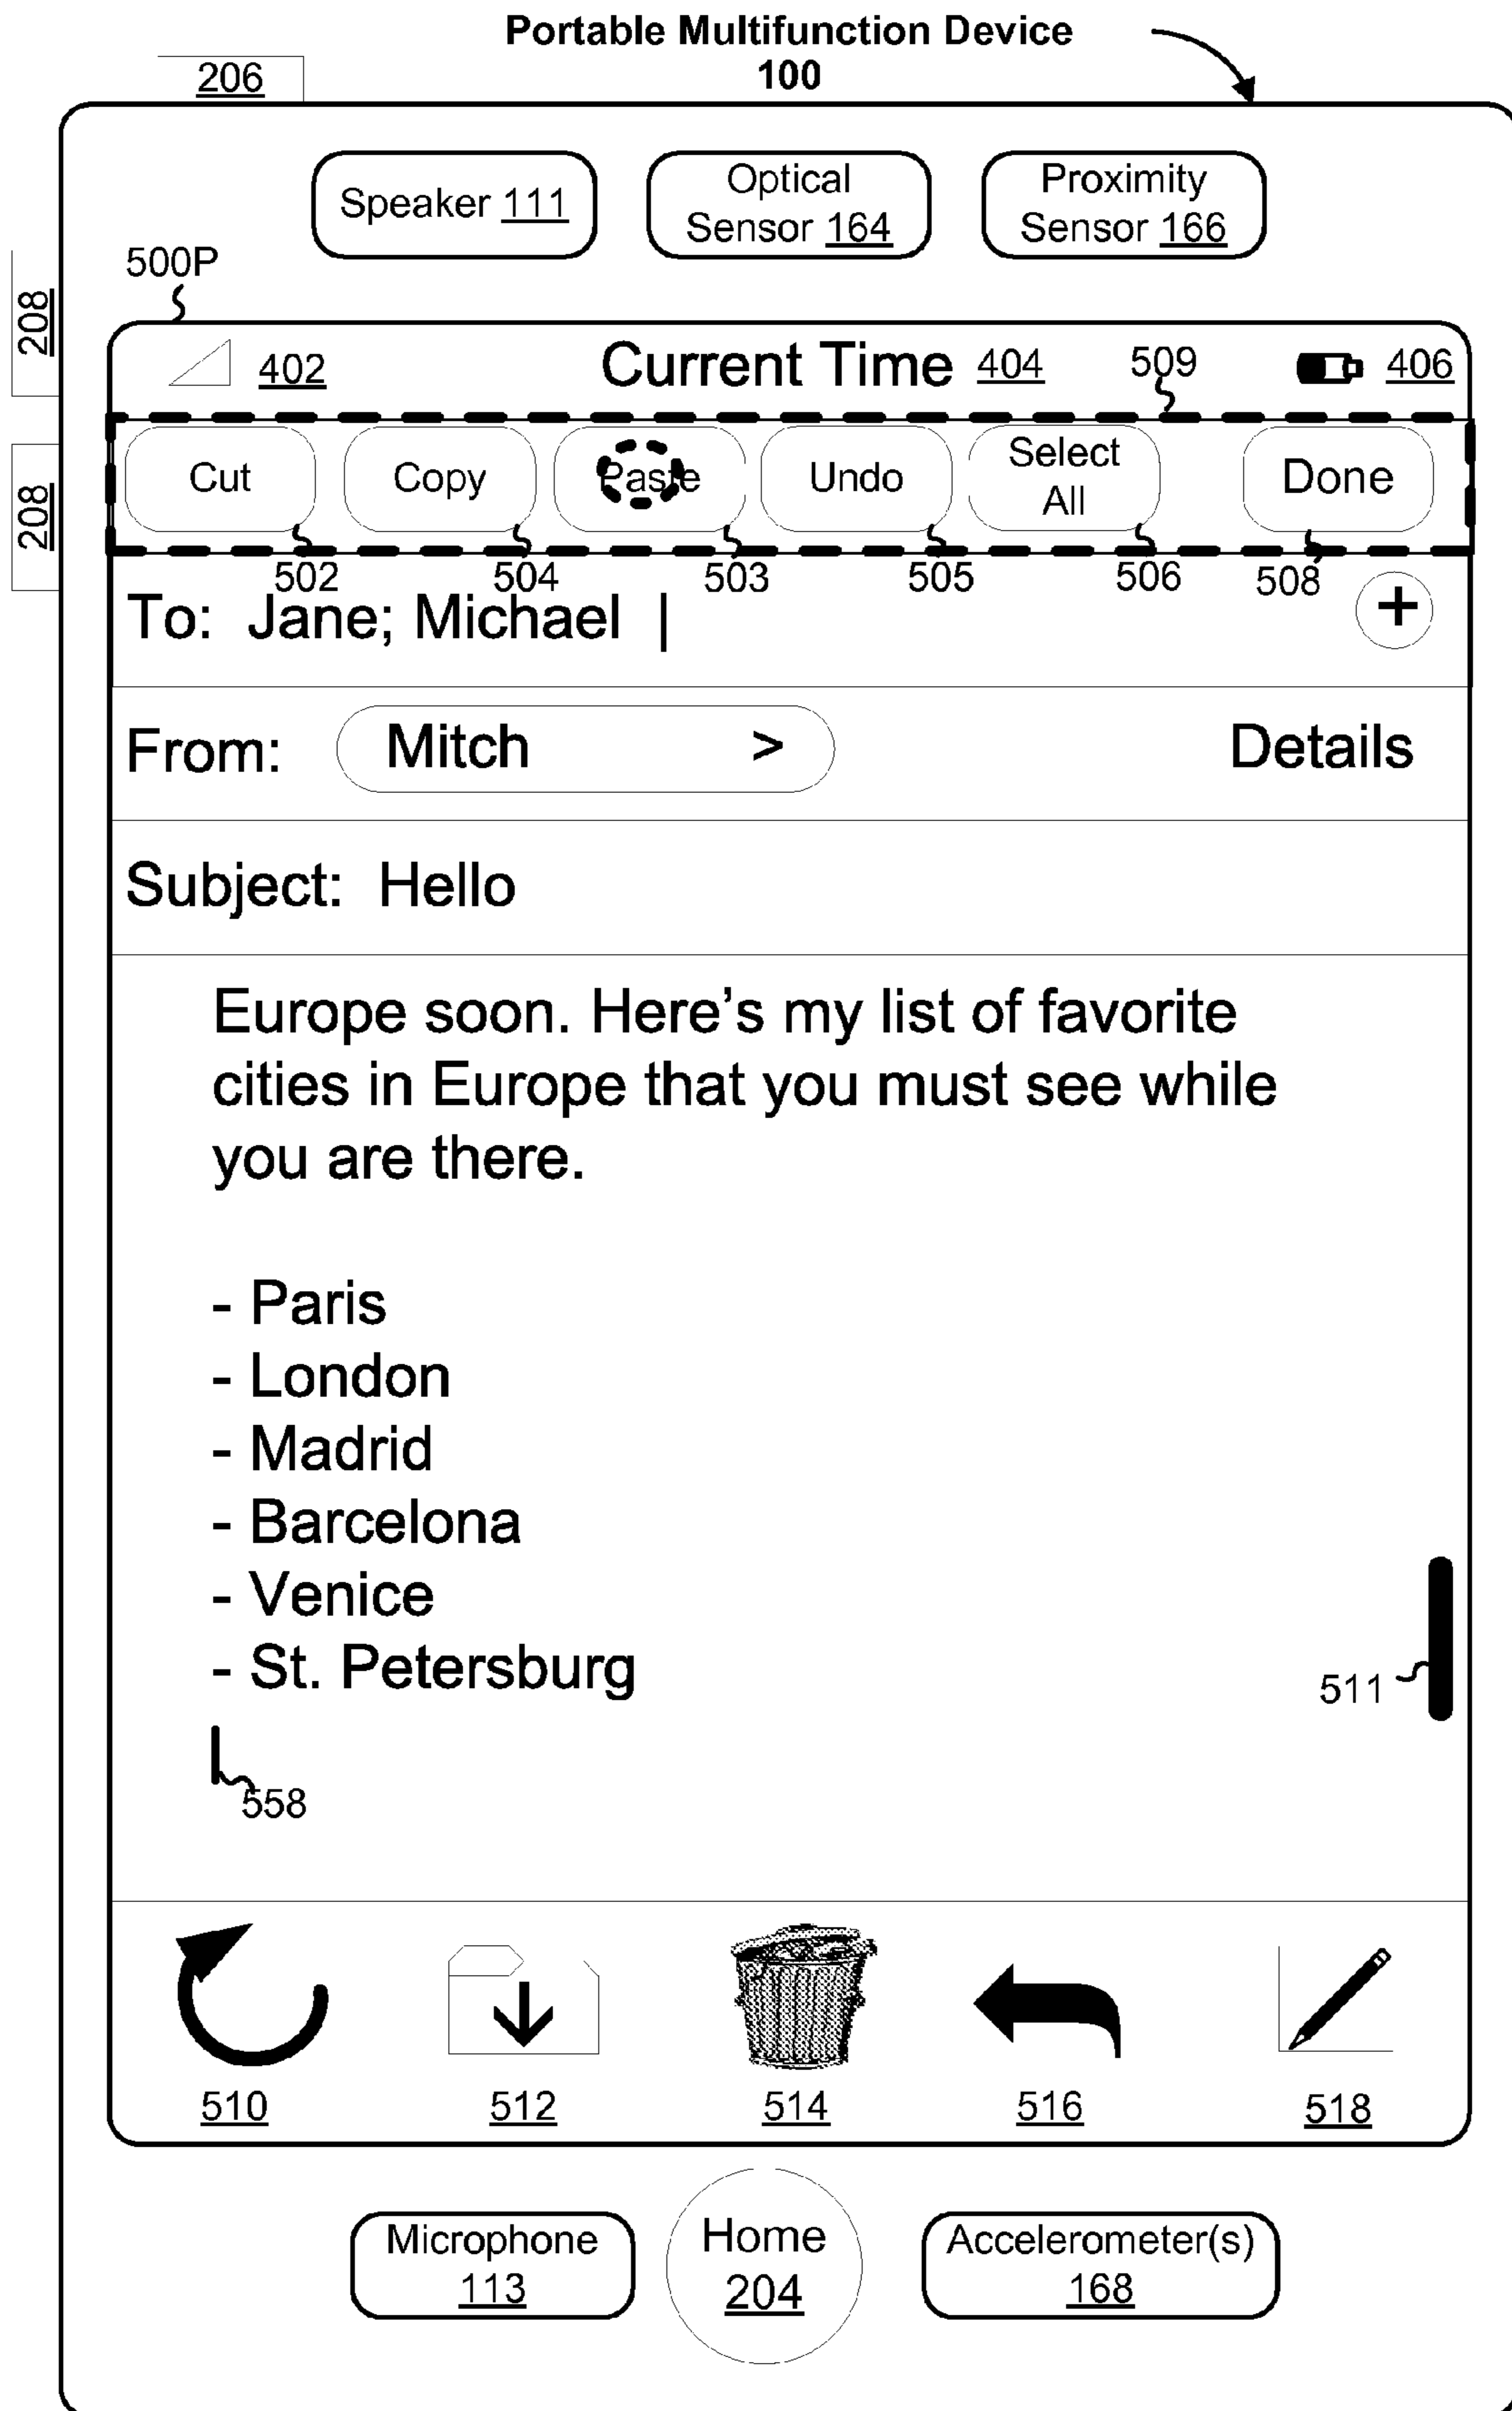 Portable Multifunction Device
100
206
Speaker 111
Optical
Sensor 164
Proximity
Sensor 166
500P
208
208
402
Current Time 404
509
406
Cut
Copy
Paste
Undo
Select
All
Done
502
504
503
505
506
508
To: Jane; Michael
+
From: Mitch >
Details
Subject: Hello
Europe soon. Here's my list of favorite
cities in Europe that you must see while
you are there.
- Paris
- London
- Madrid
- Barcelona
- Venice
- St. Petersburg
511
558
510
512
514
516
518
Microphone
113
Home
204
Accelerometer(s)
168